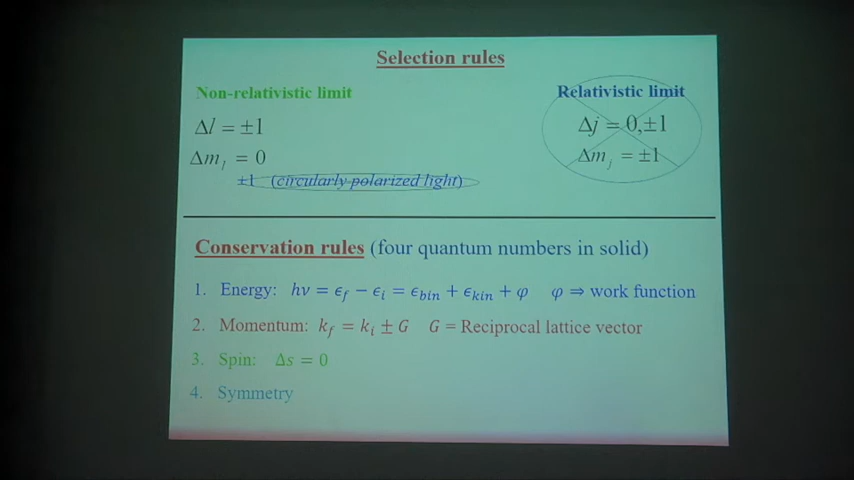 Selection rules
Non-relativistic limit
Relativistic limit
Δl = ±1
Δj = 0,±1
Δm_l = 0
Δm_j = ±1
±1 (circularly polarized light)
Conservation rules (four quantum numbers in solid)
1. Energy: hν = ϵ_f − ϵ_i = ϵ_bin + ϵ_kin + φ φ ⇒ work function
2. Momentum: k_f = k_i ± G G = Reciprocal lattice vector
3. Spin: Δs = 0
4. Symmetry